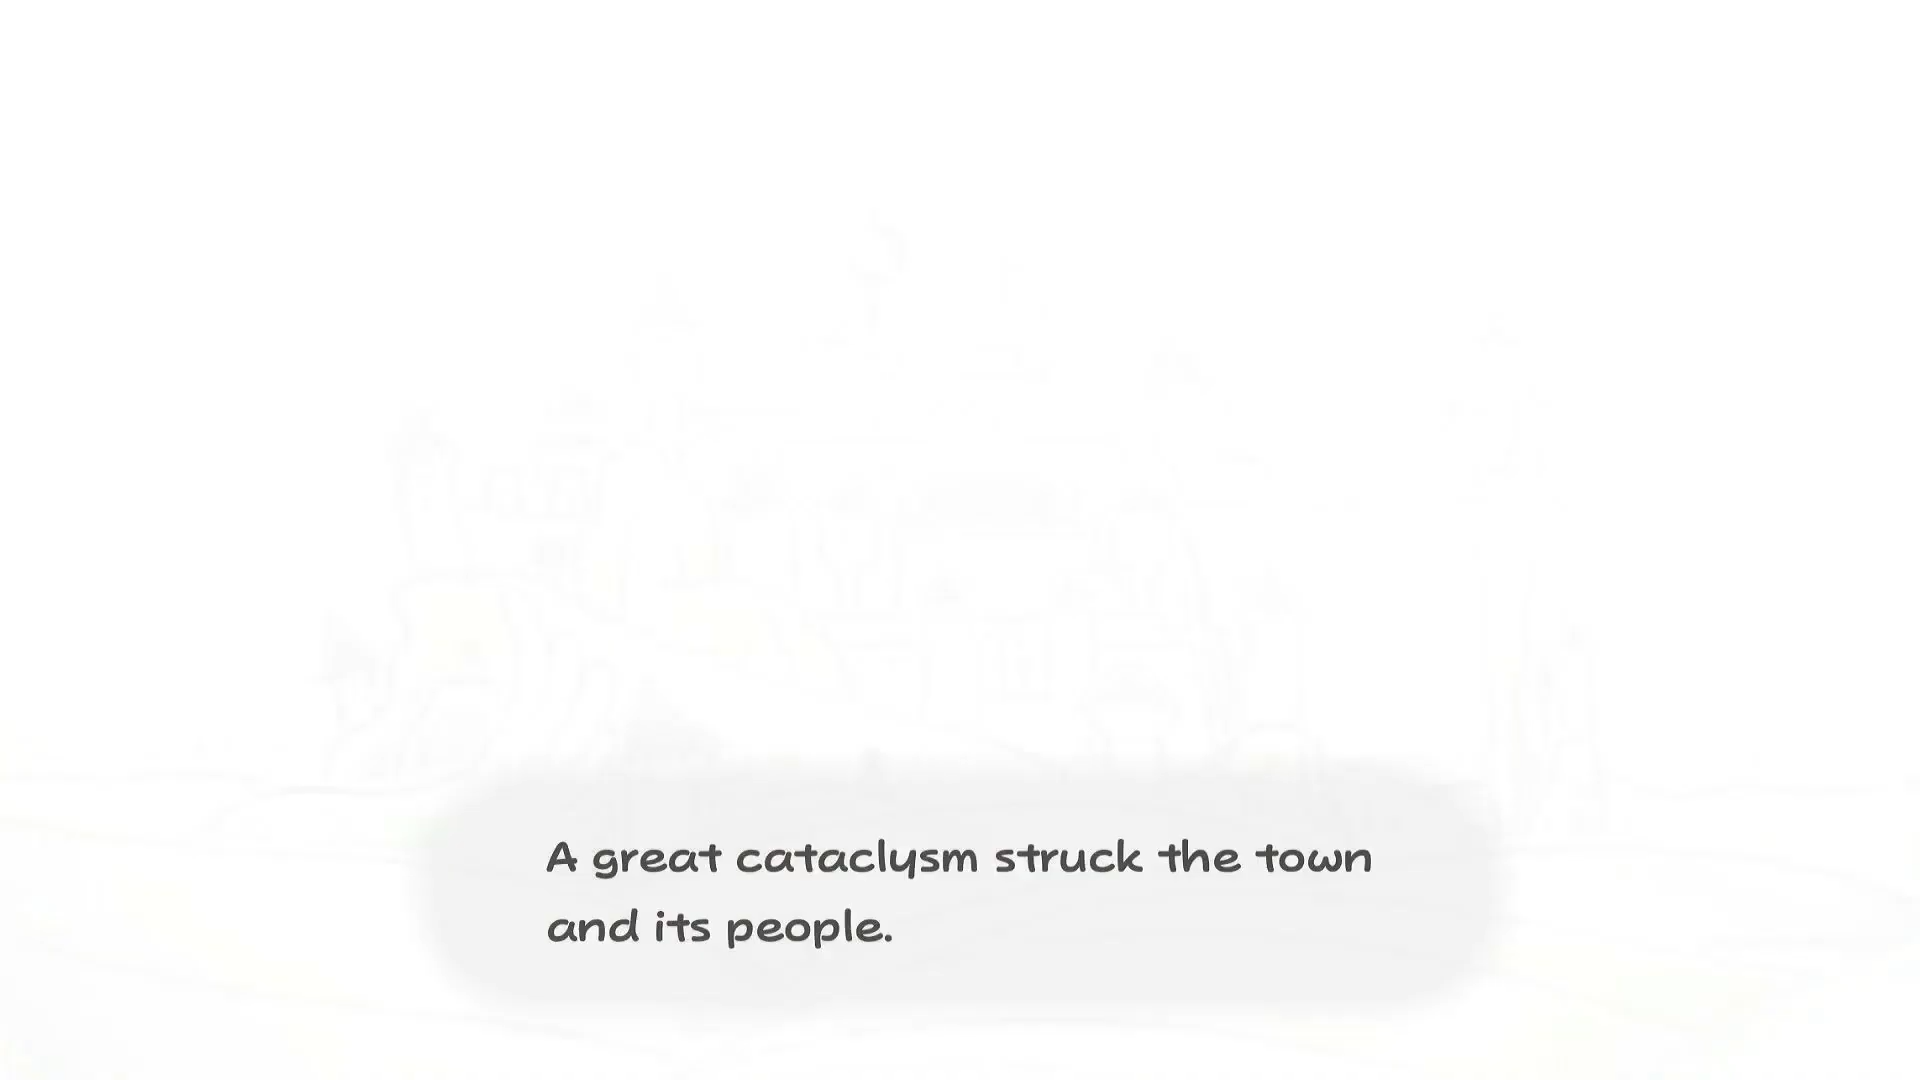 A great cataclysm struck the town
and its people.